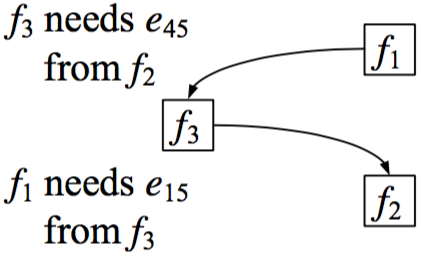 f₃ needs e₄₅
from f₂
f₁
f₃
f₁ needs e₁₅
from f₃
f₂